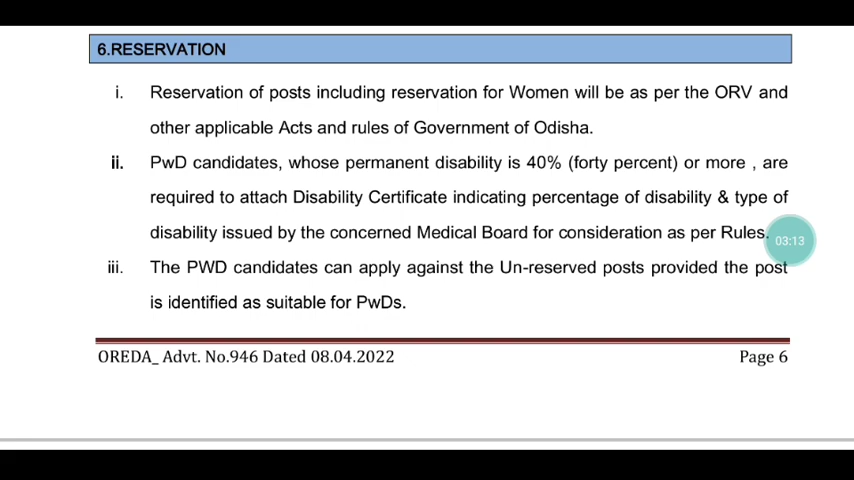 6.RESERVATION
i. Reservation of posts including reservation for Women will be as per the ORV and
other applicable Acts and rules of Government of Odisha.
ii. PwD candidates, whose permanent disability is 40% (forty percent) or more , are
required to attach Disability Certificate indicating percentage of disability & type of
disability issued by the concerned Medical Board for consideration as per Rules.
03:13
iii. The PWD candidates can apply against the Un-reserved posts provided the post
is identified as suitable for PwDs.
OREDA_ Advt. No.946 Dated 08.04.2022 Page 6